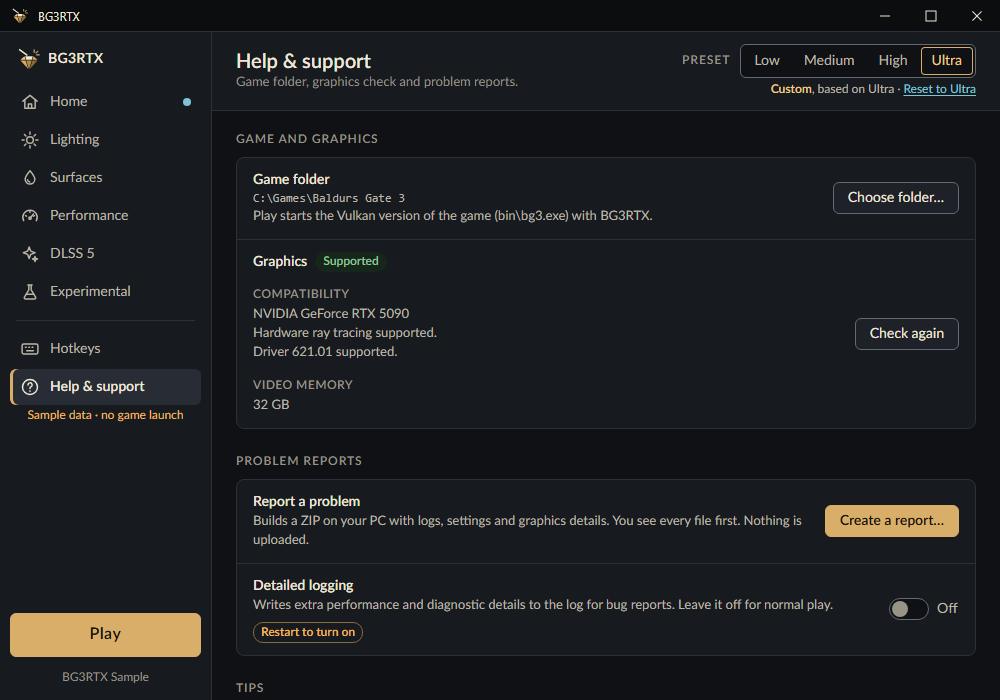 BG3RTX
BG3RTX
Home
Lighting
Surfaces
Performance
DLSS 5
Experimental
Hotkeys
Help & support
Sample data · no game launch
Play
BG3RTX Sample
Help & support
Game folder, graphics check and problem reports.
PRESET Low Medium High Ultra
Custom, based on Ultra · Reset to Ultra
GAME AND GRAPHICS
Game folder
C:\Games\Baldurs Gate 3
Play starts the Vulkan version of the game (bin\bg3.exe) with BG3RTX.
Choose folder...
Graphics Supported
COMPATIBILITY
NVIDIA GeForce RTX 5090
Hardware ray tracing supported.
Driver 621.01 supported.
Check again
VIDEO MEMORY
32 GB
PROBLEM REPORTS
Report a problem
Builds a ZIP on your PC with logs, settings and graphics details. You see every file first. Nothing is
uploaded.
Create a report...
Detailed logging
Writes extra performance and diagnostic details to the log for bug reports. Leave it off for normal play.
Restart to turn on
Off
TIPS